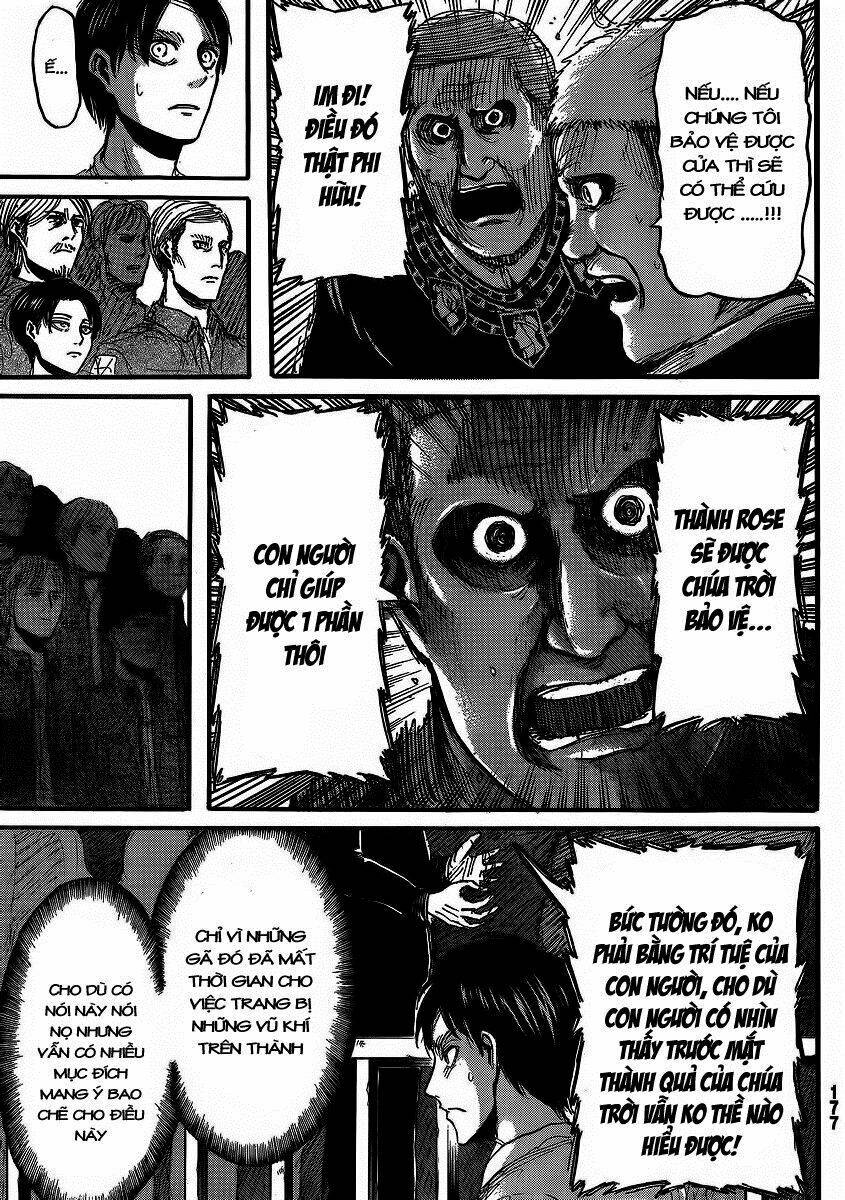 NẾU.... NẾU
CHÚNG TÔI
BẢO VỆ ĐƯỢC
CỬA THÌ SẼ
CÓ THỂ CỨU
ĐƯỢC
.....!!!
IM ĐI!
ĐIỀU ĐÓ
THẬT PHI
HỮU!
Ế...
THÀNH ROSE
SẼ ĐƯỢC
CHÚA TRỜI
BẢO VỆ...
CON NGƯỜI
CHỈ GIÚP
ĐƯỢC 1 PHẦN
THÔI
BỨC TƯỜNG ĐÓ, KO
PHẢI BẰNG TRÍ TUỆ CỦA
CON NGƯỜI, CHO DÙ
CON NGƯỜI CÓ NHÌN
THẤY TRƯỚC MẮT
THÀNH QUẢ CỦA CHÚA
TRỜI VẪN KO THỀ NÀO
HIỂU ĐƯỢC!
CHỈ VÌ NHỮNG
GÃ ĐÓ ĐÃ MẤT
THỜI GIAN CHO
VIỆC TRANG BỊ
NHỮNG VŨ KHÍ
TRÊN THÀNH
CHO DÙ CÓ
NÓI NÀY NÓI
NỌ NHƯNG
VẪN CÓ NHIỀU
MỤC ĐÍCH
MANG Ý BAO
CHẼ CHO ĐIỀU
NÀY
177